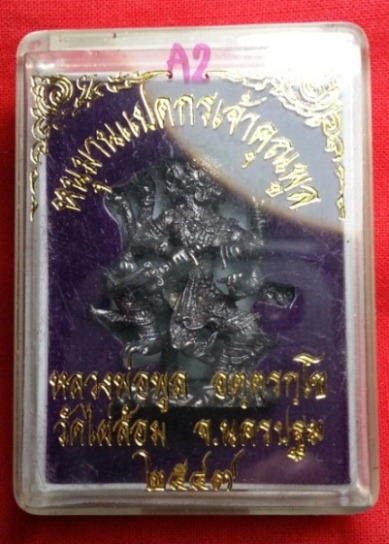 A2
หนุมานแปดกรเจ้าคุณพูล
หลวงพ่อพูล อตฺตรกฺโข
วัดไผ่ล้อม จ.นครปฐม
๒๕๔๗